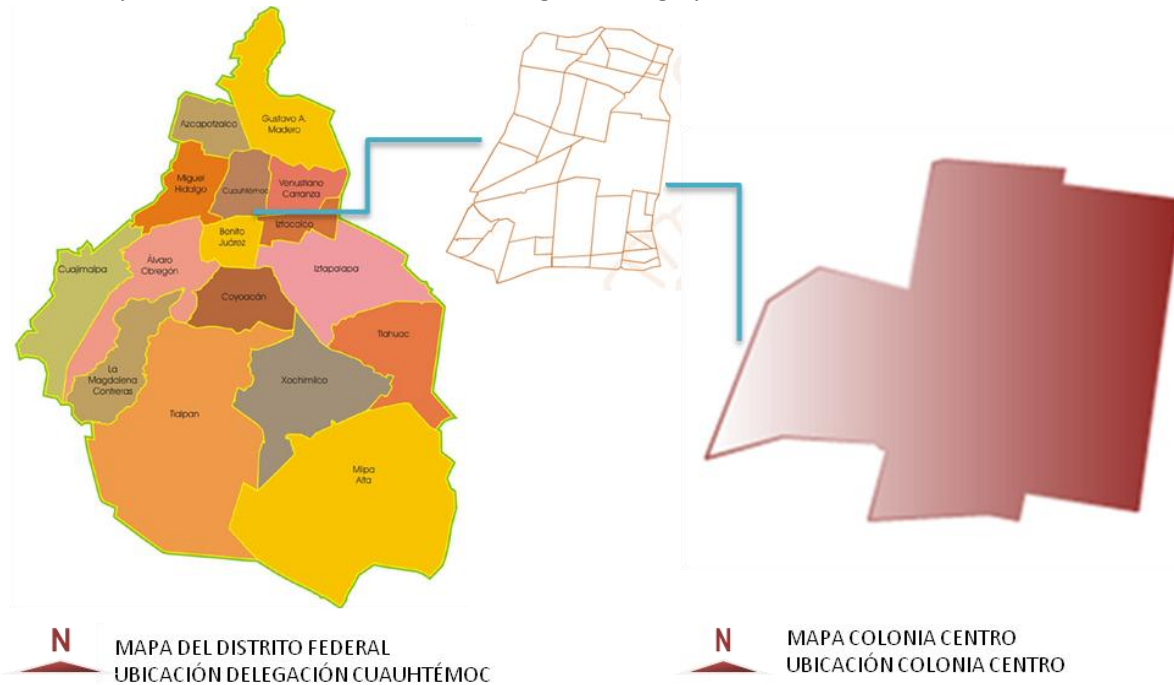 Azcapotzalco
Gustavo A.
Madero
Miguel
Hidalgo
Cuauhtémoc
Venustiano
Carranza
Iztacalco
Benito
Juárez
Cuajimalpa
Álvaro
Obregón
Iztapalapa
Coyoacán
Tlahuac
La
Magdalena
Contreras
Xochimilco
Tlalpan
Milpa
Alta
N
MAPA DEL DISTRITO FEDERAL
UBICACIÓN DELEGACIÓN CUAUHTÉMOC
N
MAPA COLONIA CENTRO
UBICACIÓN COLONIA CENTRO